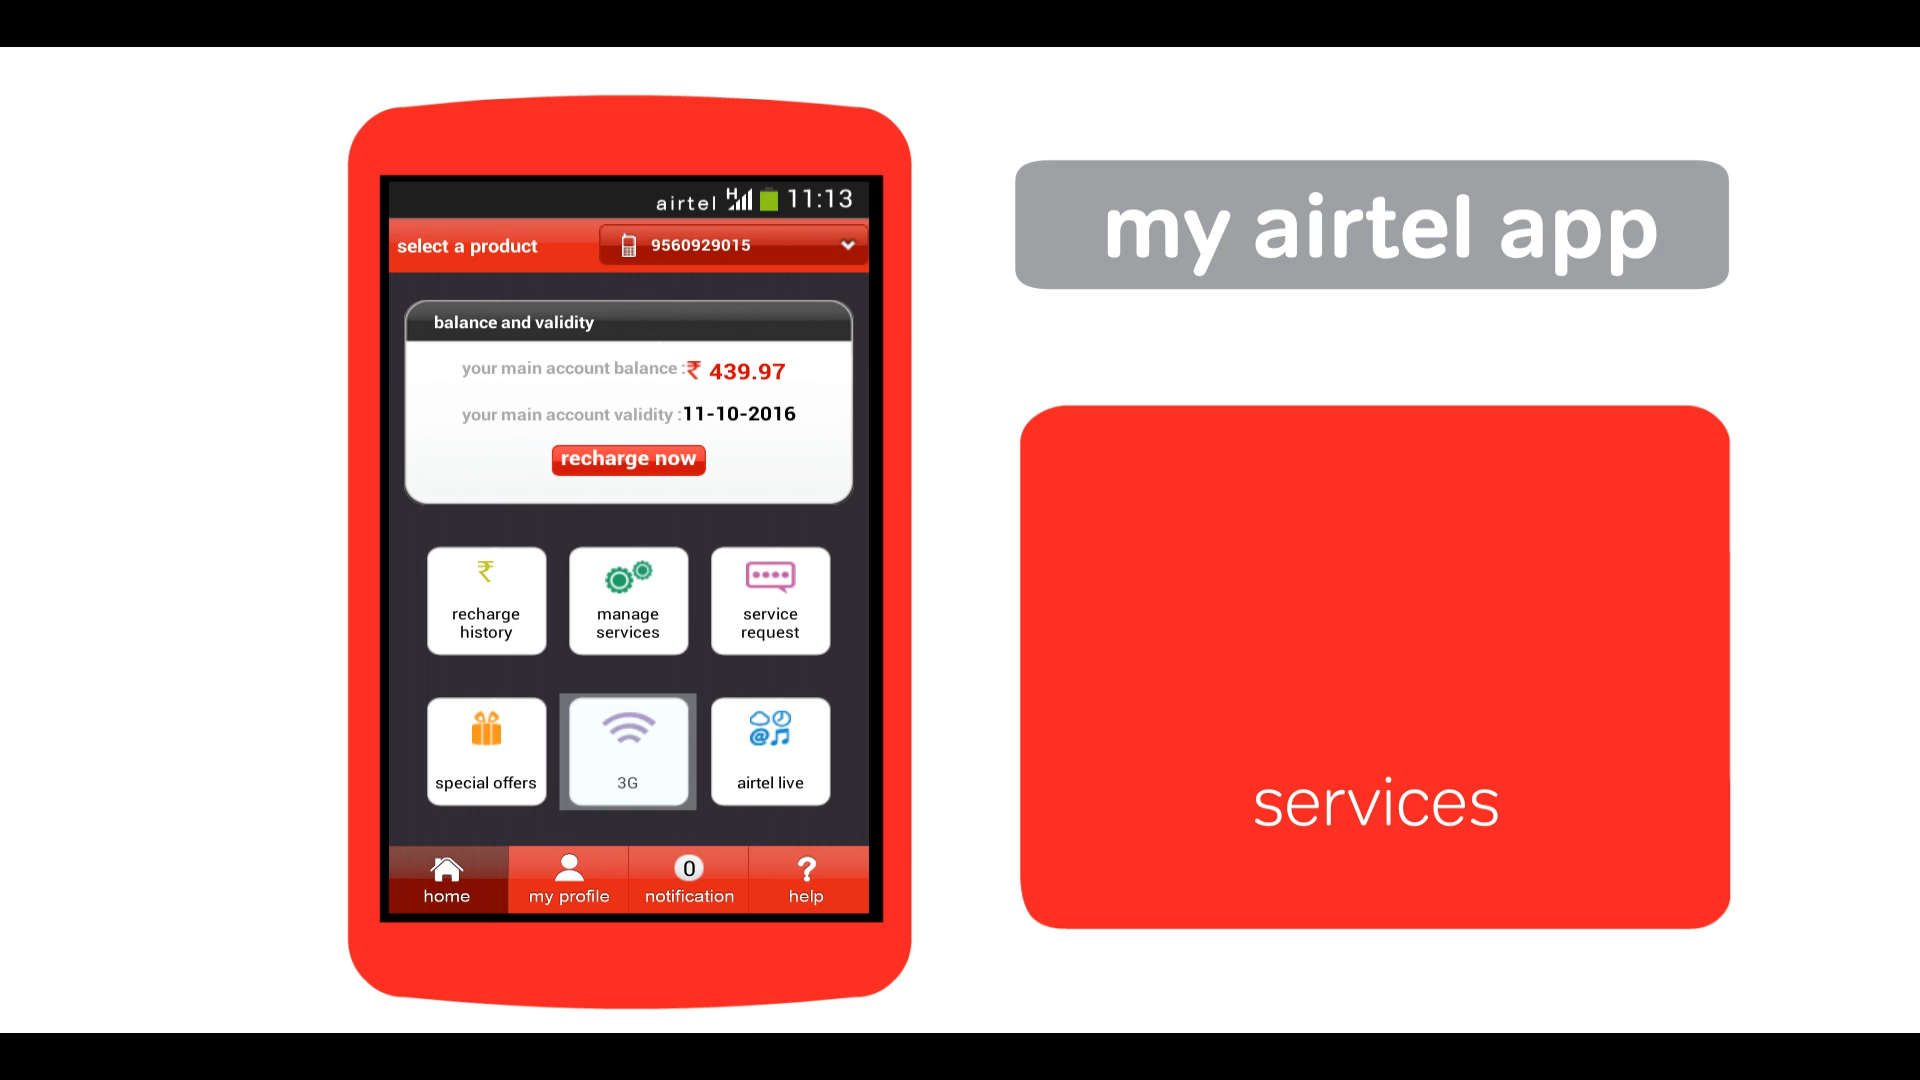 airtel H 11:13
select a product 9560929015
balance and validity
your main account balance :₹ 439.97
your main account validity :11-10-2016
recharge now
₹
recharge
history
manage
services
service
request
special offers
3G
@
airtel live
0
?
home
my profile
notification
help
my airtel app
services